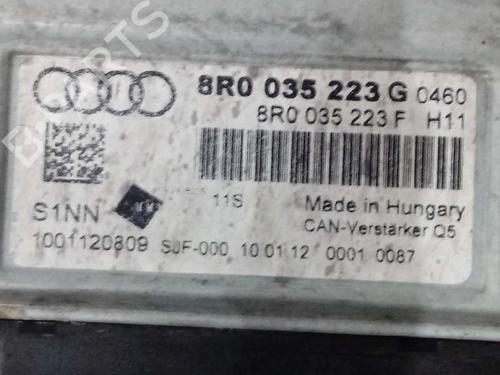 8R0 035 223 G 0460
8R0 035 223 F H11
S1NN
11S
Made in Hungary
CAN-Verstärker Q5
1001120809 SJF-000 10.01.12 0001 0087